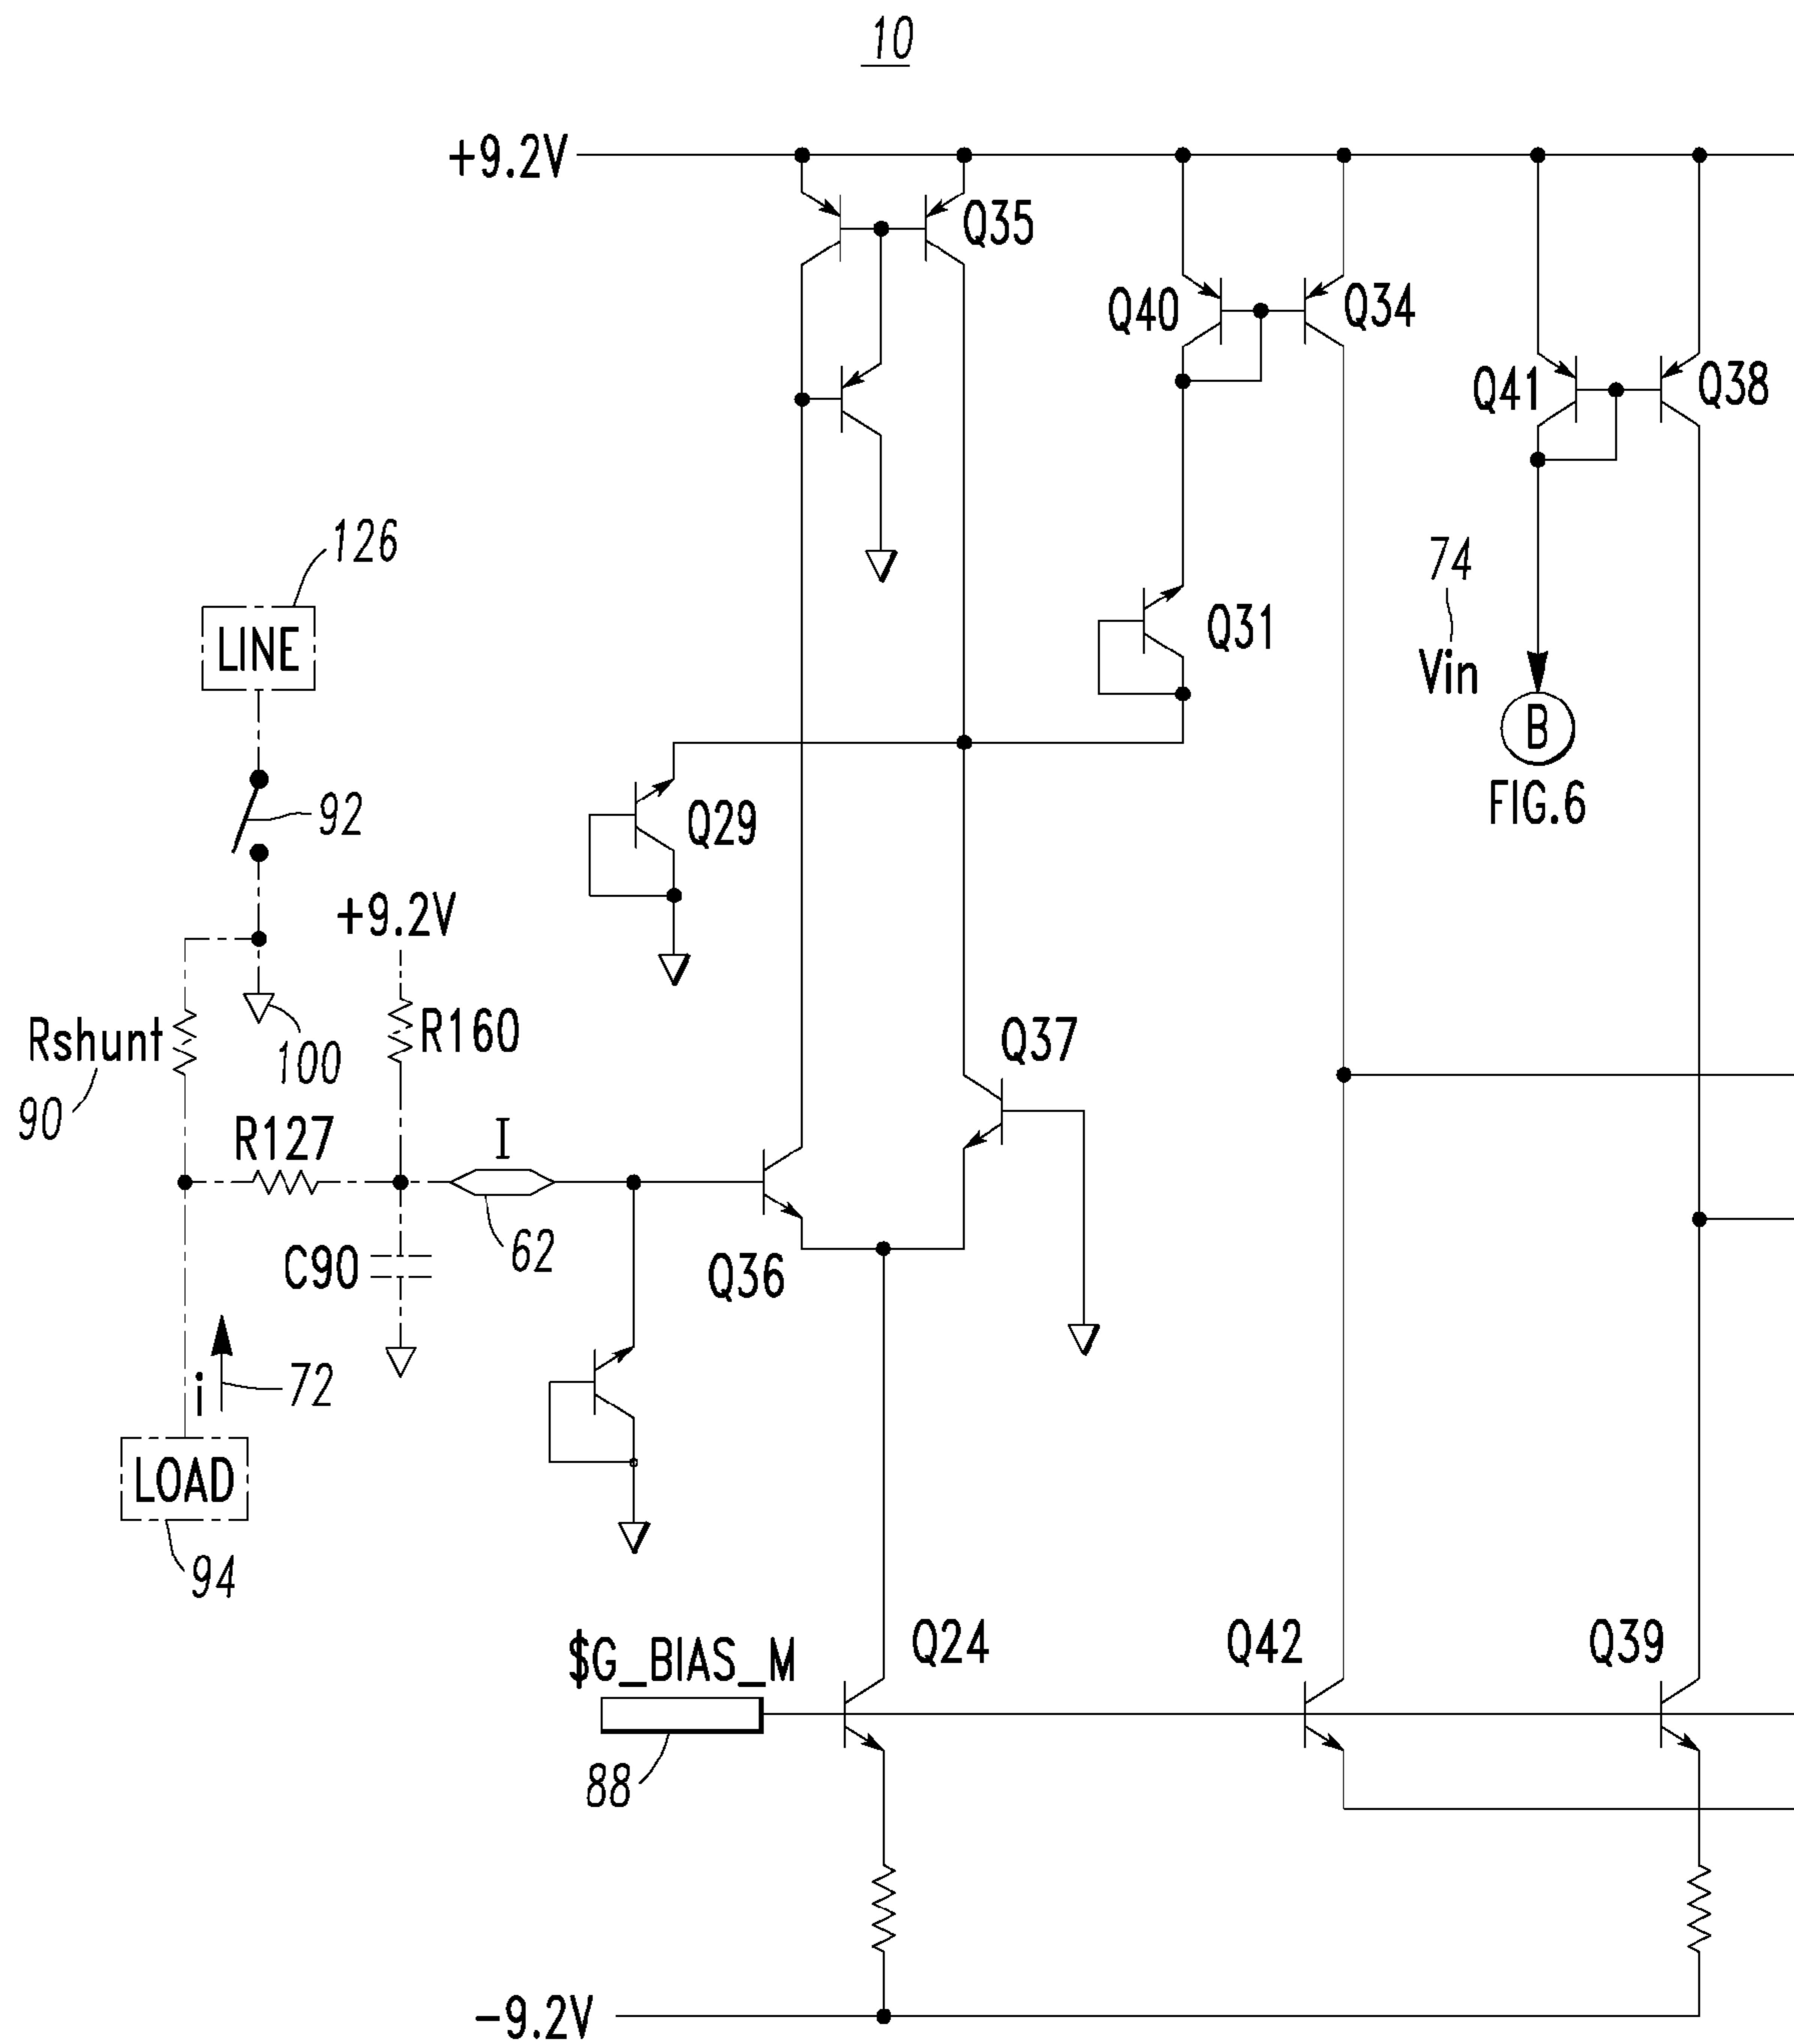 10
+9.2V
Q35
Q40
Q34
Q41
Q38
126
LINE
74
Vin
B
FIG.6
Q31
92
Q29
+9.2V
Rshunt
90
100
R160
Q37
R127
I
62
C90
Q36
i
72
LOAD
94
$G_BIAS_M
88
Q24
Q42
Q39
-9.2V